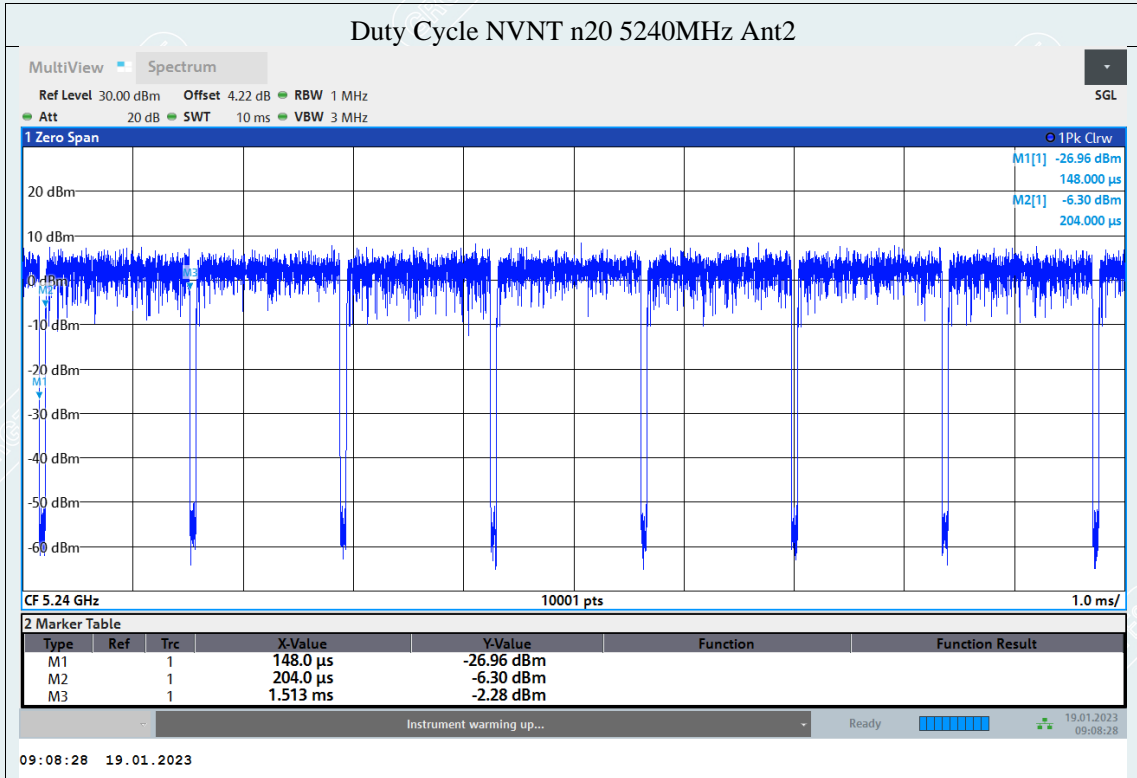 Duty Cycle NVNT n20 5240MHz Ant2
MultiView Spectrum
Ref Level 30.00 dBm Offset 4.22 dB RBW 1 MHz SGL
Att 20 dB SWT 10 ms VBW 3 MHz
1 Zero Span 1Pk Clrw
M1[1] -26.96 dBm
148.000 µs
M2[1] -6.30 dBm
204.000 µs
20 dBm
10 dBm
0 dBm
M3
M2
-10 dBm
-20 dBm
M1
-30 dBm
-40 dBm
-50 dBm
-60 dBm
CF 5.24 GHz 10001 pts 1.0 ms/
2 Marker Table
Type Ref Trc X-Value Y-Value Function Function Result
M1 1 148.0 µs -26.96 dBm
M2 1 204.0 µs -6.30 dBm
M3 1 1.513 ms -2.28 dBm
Instrument warming up... Ready 19.01.2023
09:08:28
09:08:28 19.01.2023